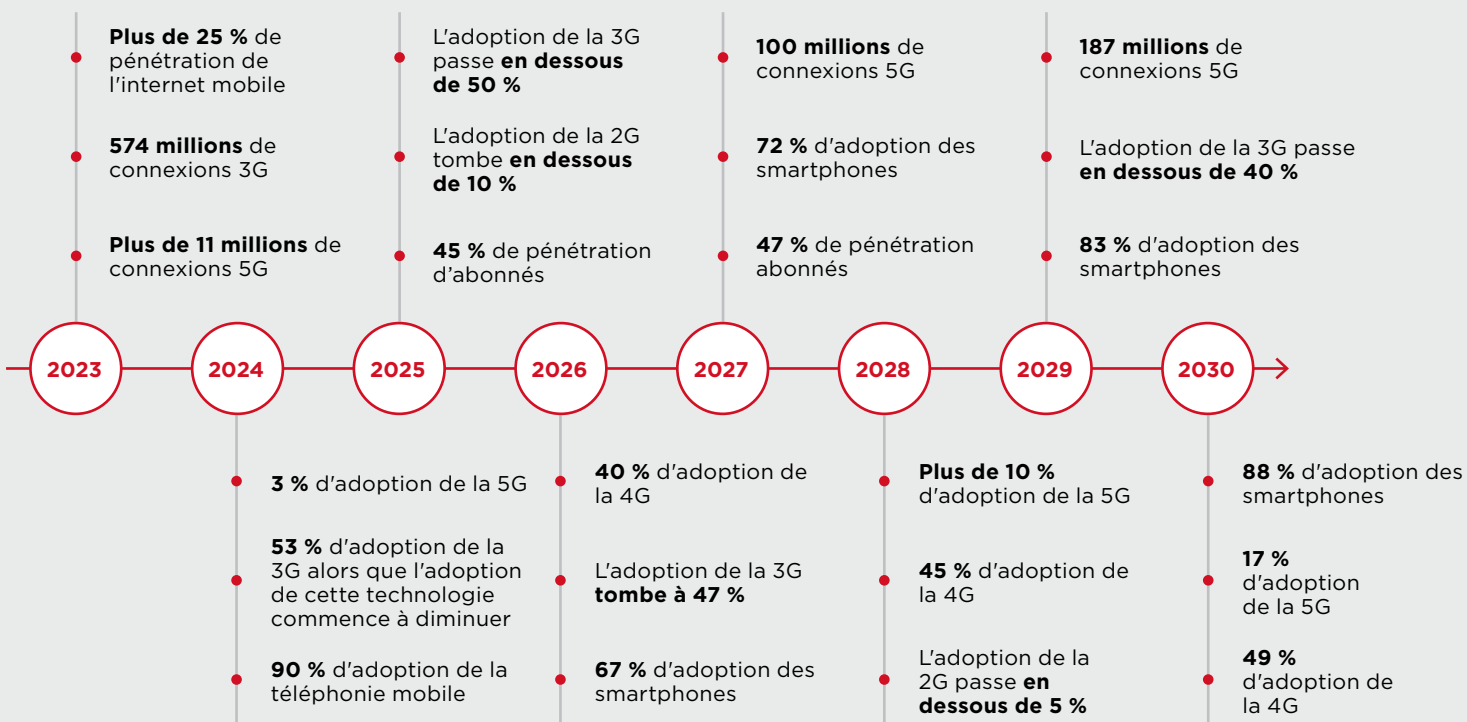 Plus de 25 % de
pénétration de
l'internet mobile
574 millions de
connexions 3G
Plus de 11 millions de
connexions 5G
L'adoption de la 3G
passe en dessous
de 50 %
L'adoption de la 2G
tombe en dessous
de 10 %
45 % de pénétration
d’abonnés
100 millions de
connexions 5G
72 % d'adoption des
smartphones
47 % de pénétration
abonnés
187 millions de
connexions 5G
L'adoption de la 3G passe
en dessous de 40 %
83 % d'adoption des
smartphones
2023
2024
2025
2026
2027
2028
2029
2030
3 % d'adoption de la 5G
53 % d'adoption de la
3G alors que l'adoption
de cette technologie
commence à diminuer
90 % d'adoption de la
téléphonie mobile
40 % d'adoption de
la 4G
L'adoption de la 3G
tombe à 47 %
67 % d'adoption des
smartphones
Plus de 10 %
d'adoption de la 5G
45 % d'adoption de
la 4G
L'adoption de la
2G passe en
dessous de 5 %
88 % d'adoption des
smartphones
17 %
d'adoption
de la 5G
49 %
d'adoption de
la 4G